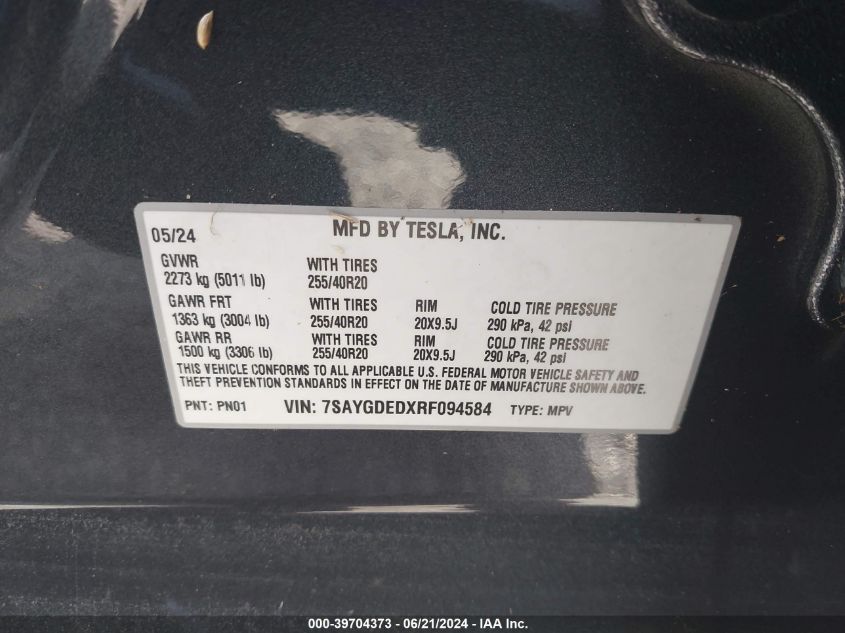 05/24 MFD BY TESLA, INC.
GVWR WITH TIRES
2273 kg (5011 lb) 255/40R20
GAWR FRT WITH TIRES RIM COLD TIRE PRESSURE
1363 kg (3004 lb) 255/40R20 20X9.5J 290 kPa, 42 psi
GAWR RR WITH TIRES RIM COLD TIRE PRESSURE
1500 kg (3306 lb) 255/40R20 20X9.5J 290 kPa, 42 psi
THIS VEHICLE CONFORMS TO ALL APPLICABLE U.S. FEDERAL MOTOR VEHICLE SAFETY AND
THEFT PREVENTION STANDARDS IN EFFECT ON THE DATE OF MANUFACTURE SHOWN ABOVE.
PNT: PN01 VIN: 7SAYGDEDXRF094584 TYPE: MPV
000-39704373 - 06/21/2024 - IAA Inc.